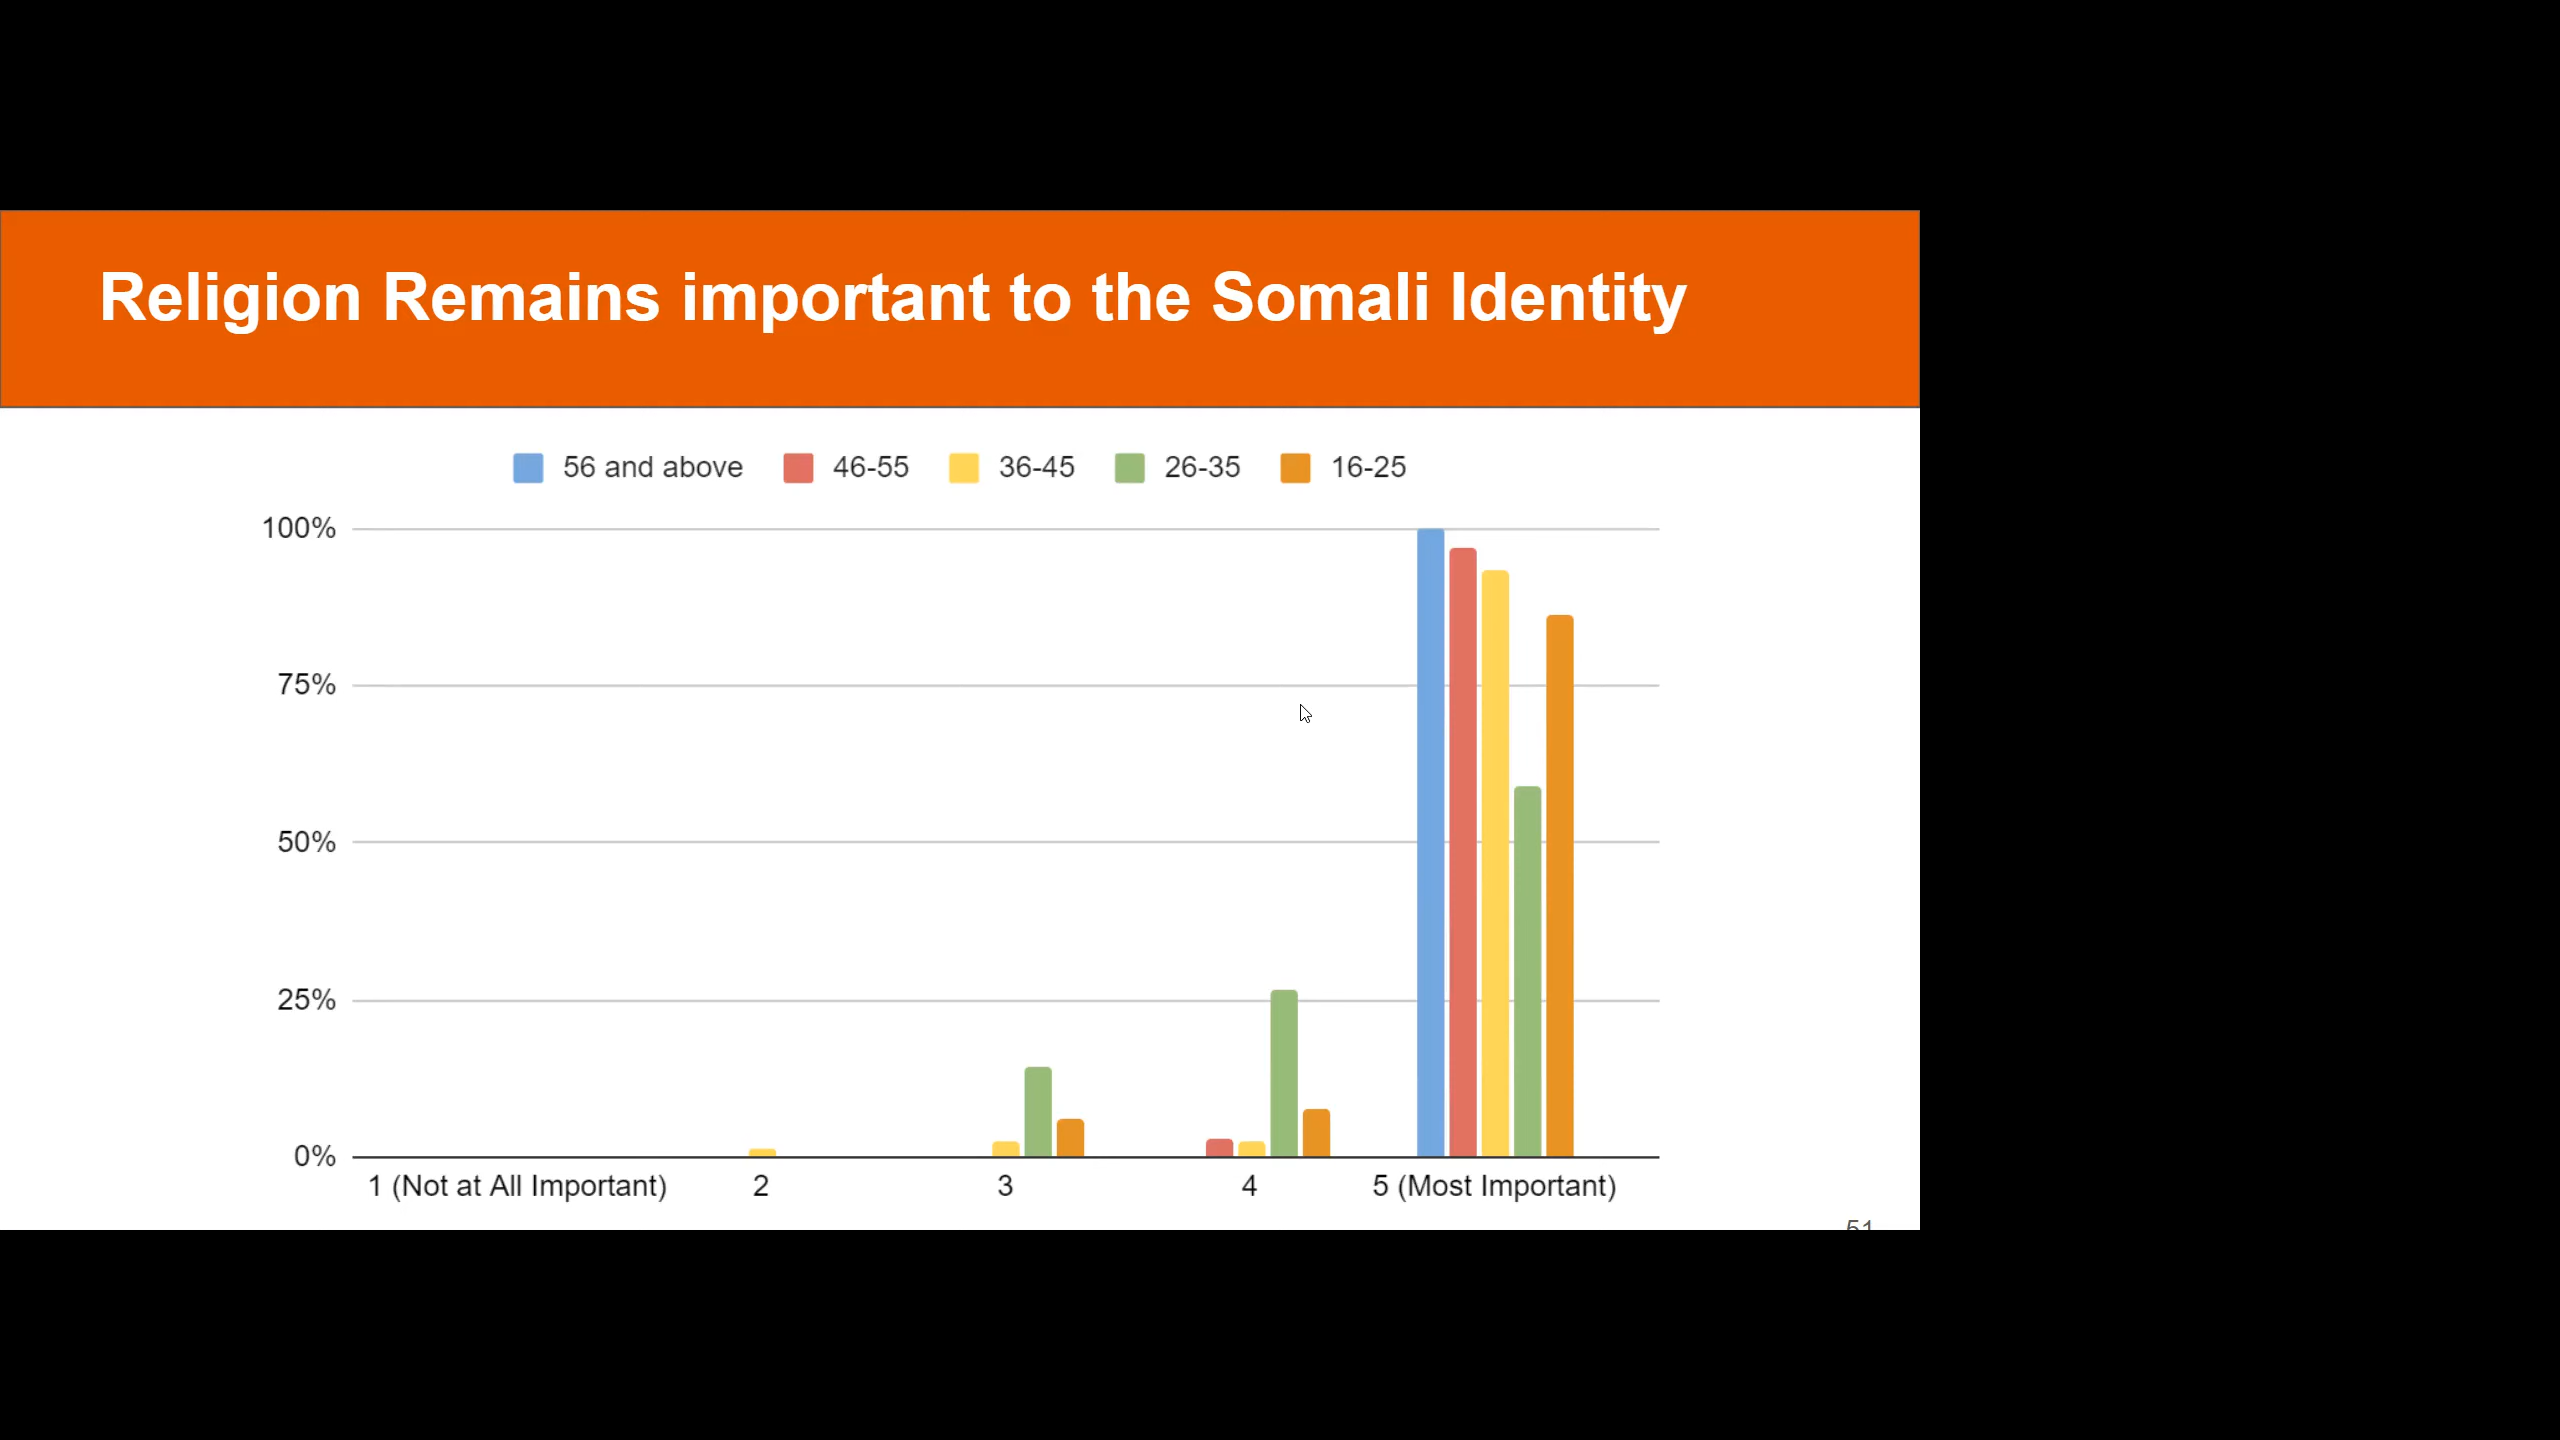 Religion Remains important to the Somali Identity
56 and above 46-55 36-45 26-35 16-25
100%
75%
50%
25%
0%
1 (Not at All Important) 2 3 4 5 (Most Important)
51